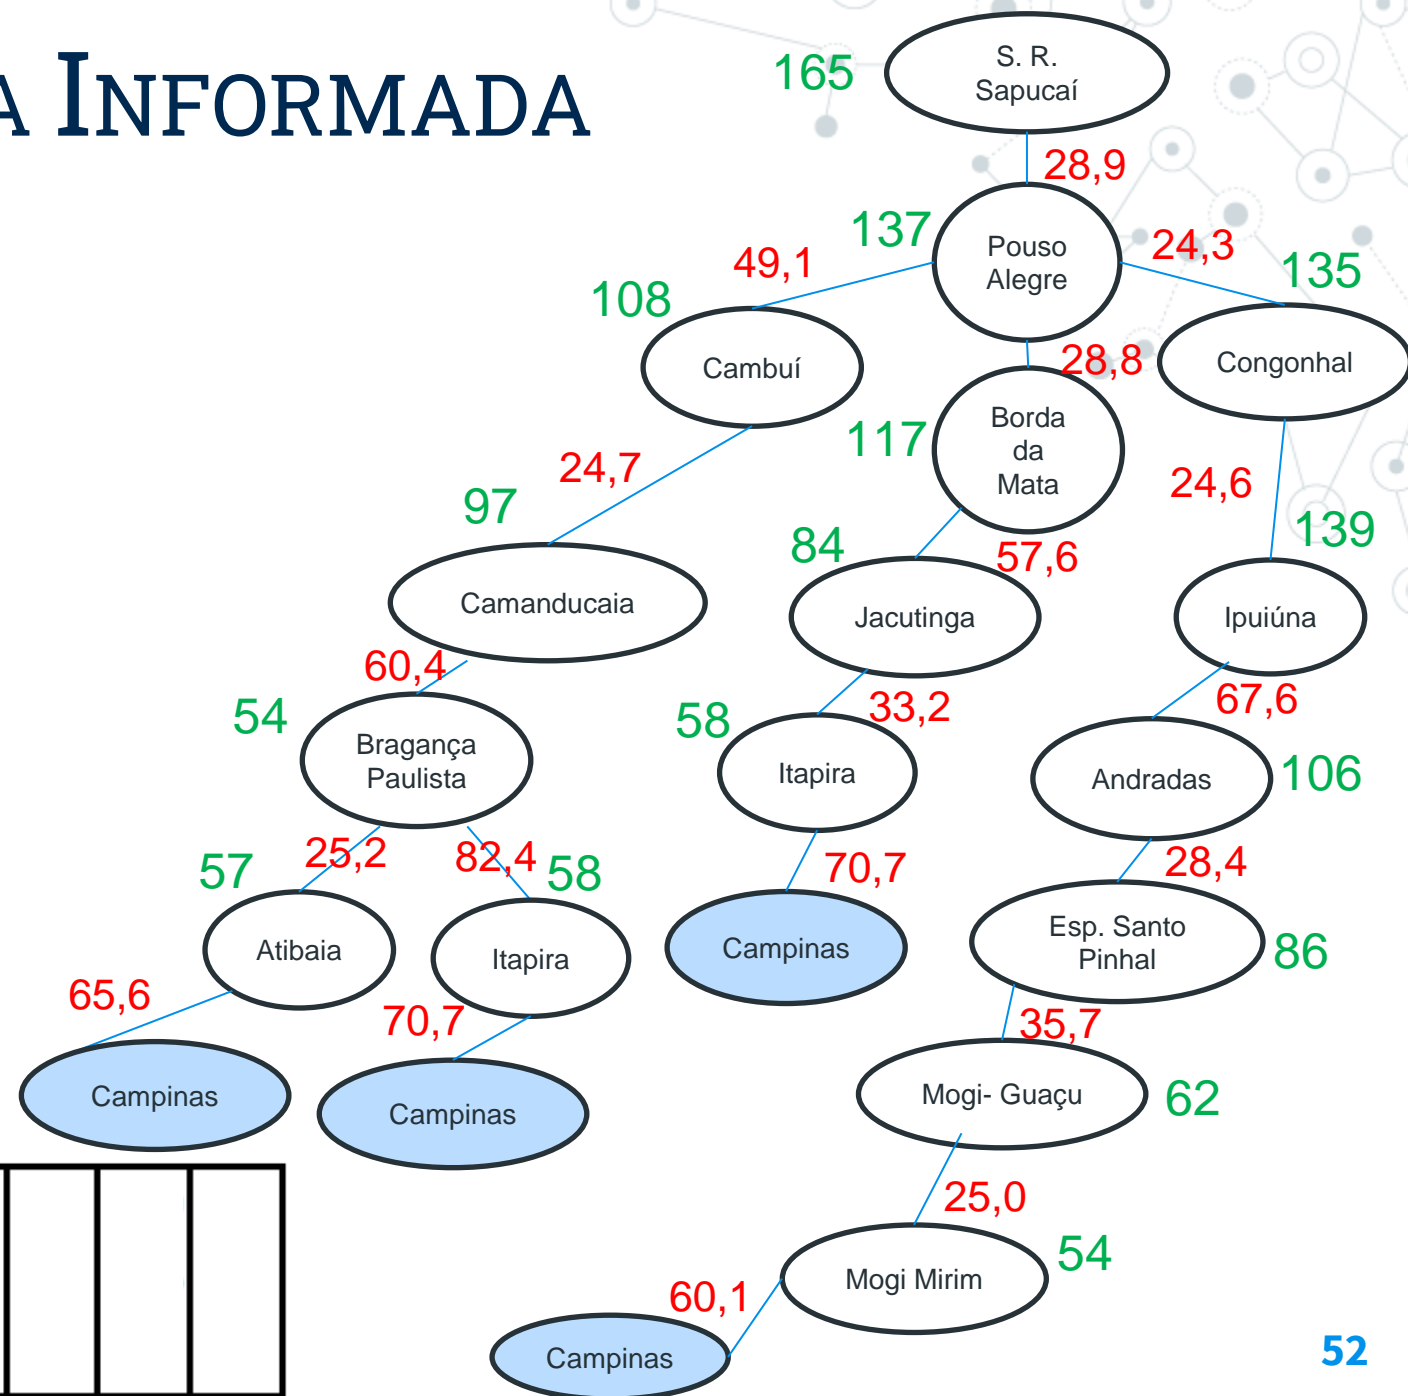 A INFORMADA
165
S. R.
Sapucaí
28,9
137
Pouso
Alegre
49,1
24,3
135
108
Cambuí
28,8
Congonhal
117
Borda
da
Mata
24,7
24,6
97
84
57,6
139
Camanducaia
Jacutinga
Ipuiúna
60,4
54
58
33,2
67,6
Bragança
Paulista
Itapira
Andradas
106
57
25,2
82,4
58
70,7
28,4
Atibaia
Itapira
Campinas
Esp. Santo
Pinhal
86
65,6
70,7
35,7
Campinas
Campinas
Mogi- Guaçu
62
25,0
54
Mogi Mirim
60,1
Campinas
52